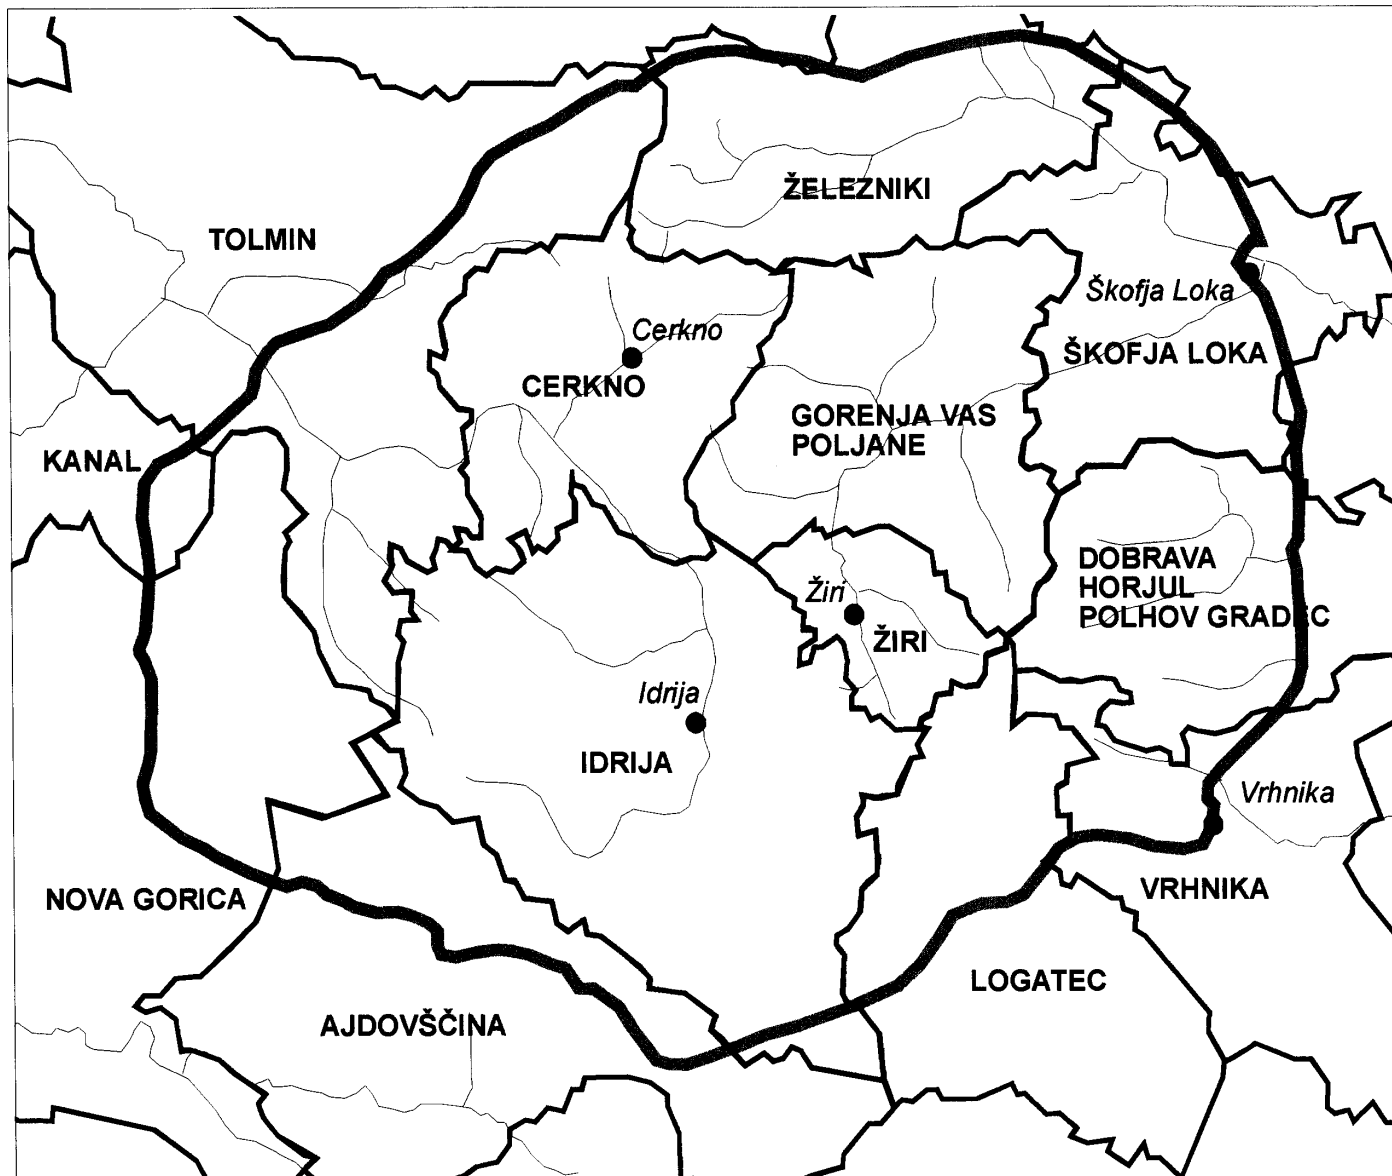 ŽELEZNIKI
TOLMIN
Škofja Loka
Cerkno
ŠKOFJA LOKA
CERKNO
GORENJA VAS
POLJANE
KANAL
DOBRAVA
HORJUL
POLHOV GRADEC
Žiri
ŽIRI
Idrija
IDRIJA
Vrhnika
VRHNIKA
NOVA GORICA
LOGATEC
AJDOVŠČINA